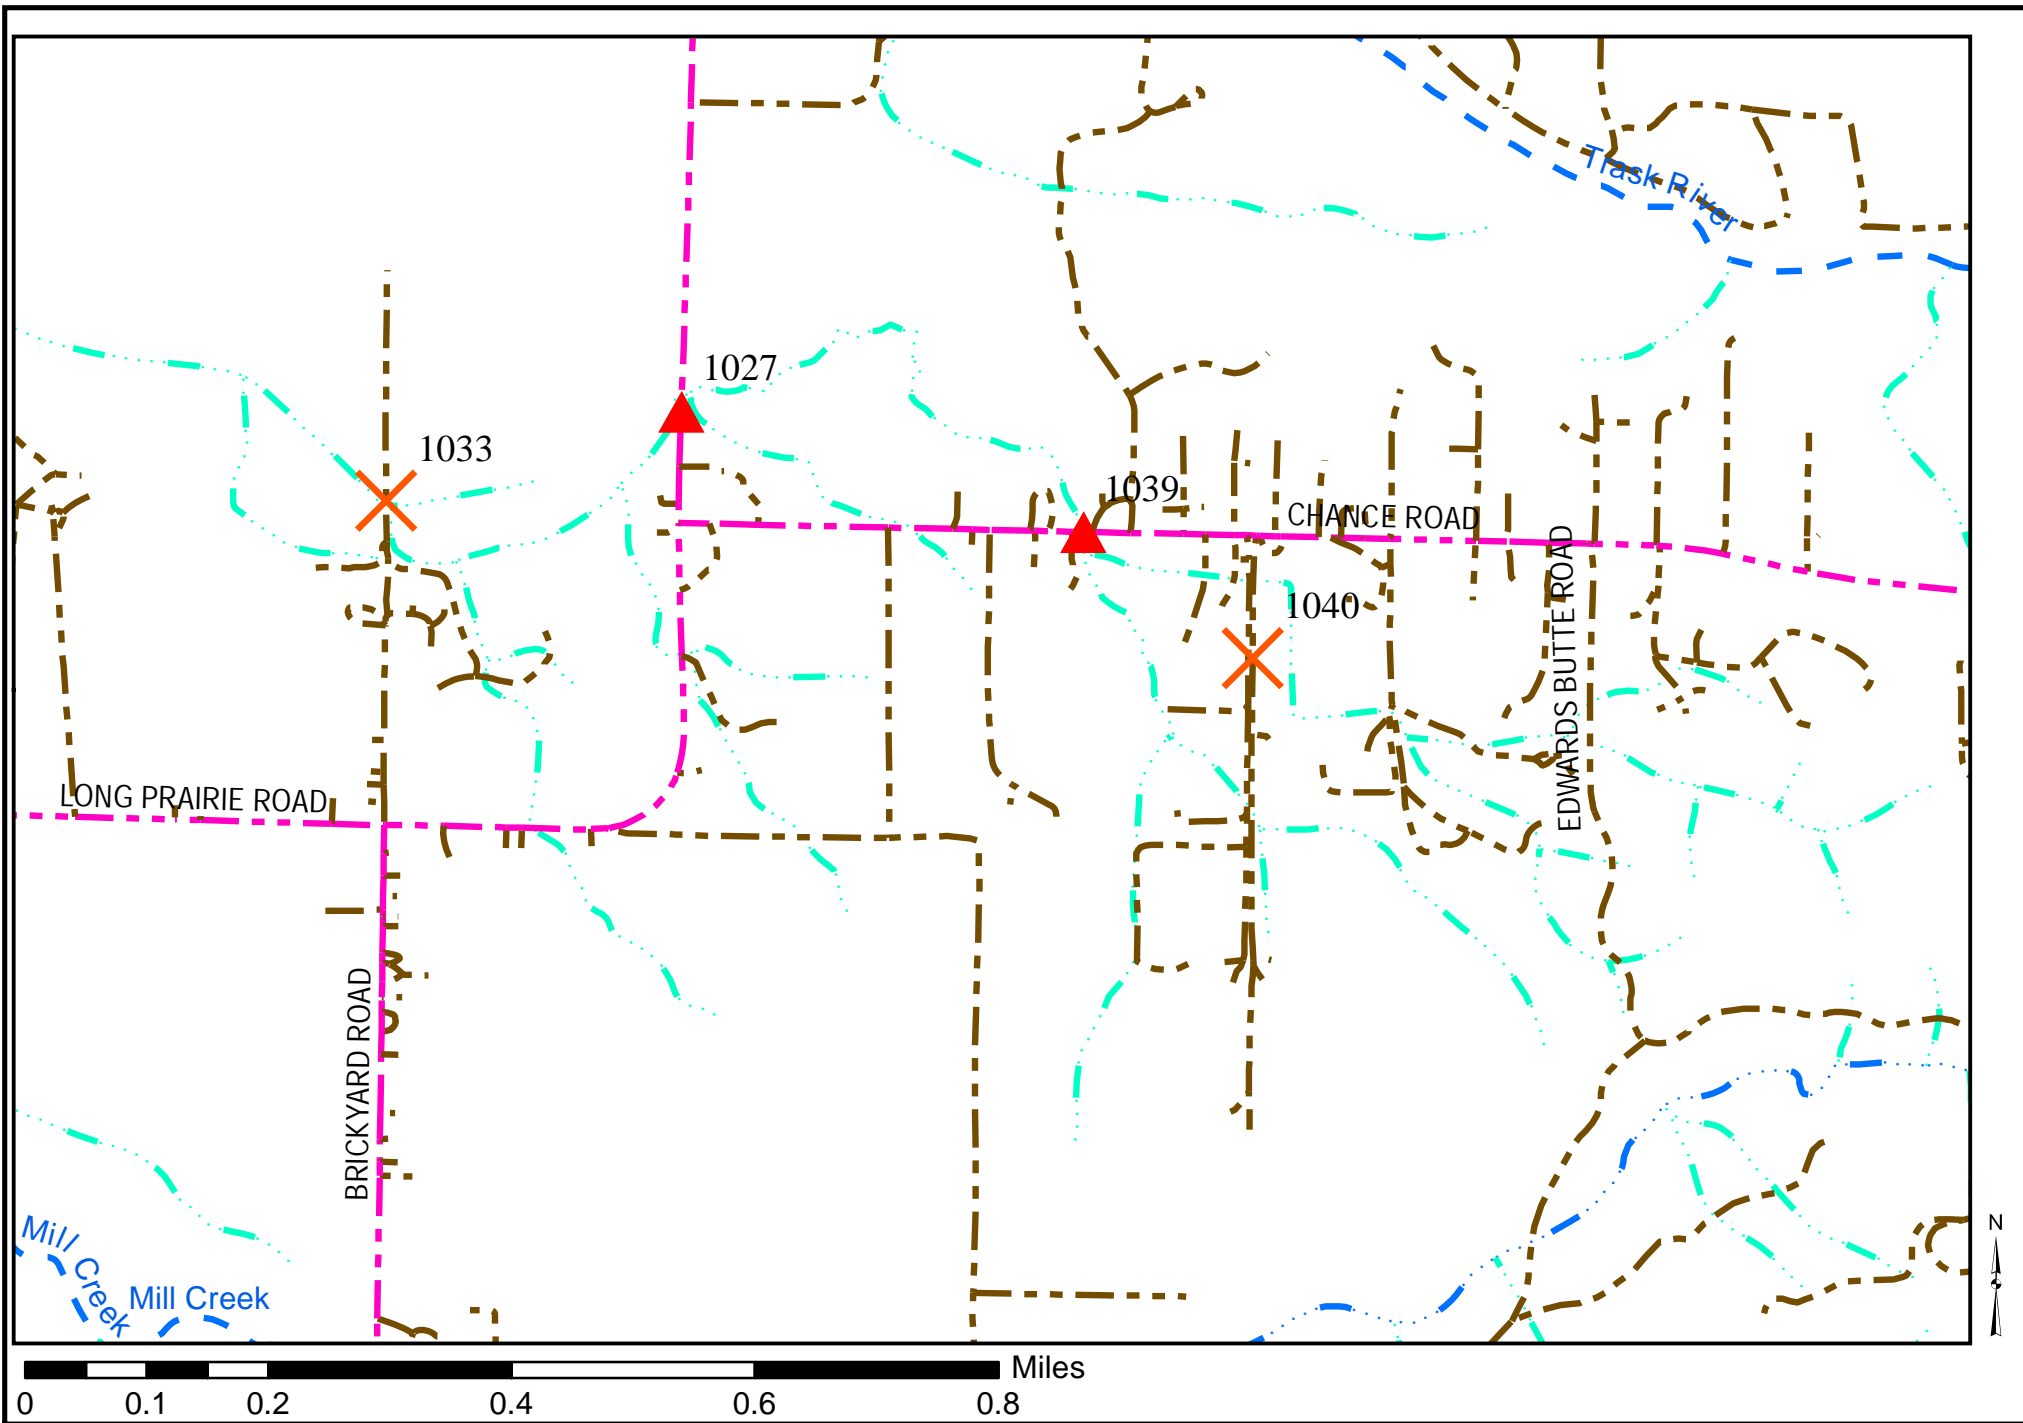 Trask River
1027
1033
1039
CHANCE ROAD
1040
EDWARDS BUTTE ROAD
LONG PRAIRIE ROAD
BRICKYARD ROAD
Mill Creek
Mill Creek
N
Miles
0 0.1 0.2 0.4 0.6 0.8